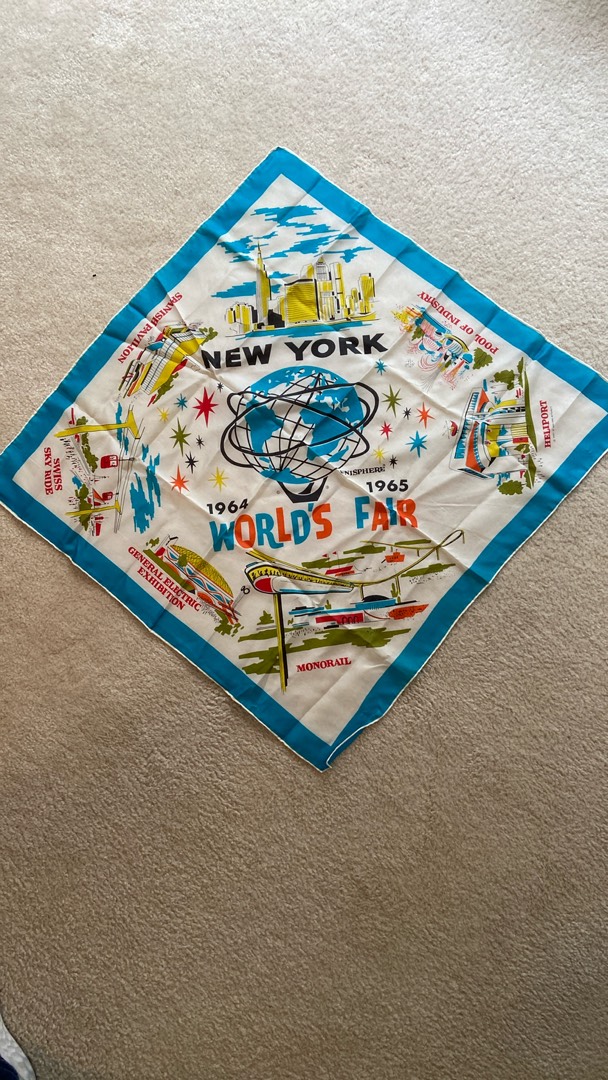 NEW YORK
SPANISH PAVILION
POOL OF INDUSTRY
HELIPORT
SWISS
SKY RIDE
1964
1965
WORLD'S FAIR
GENERAL ELECTRIC
EXHIBITION
MONORAIL